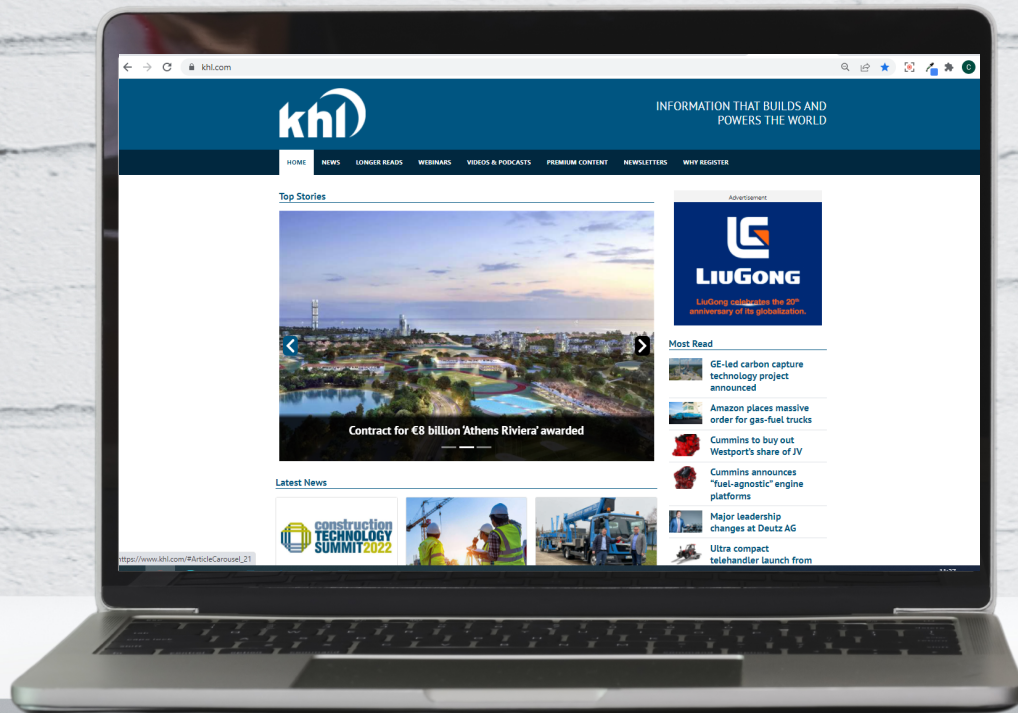 khl.com
C
khl
INFORMATION THAT BUILDS AND
POWERS THE WORLD
HOME NEWS LONGER READS WEBINARS VIDEOS & PODCASTS PREMIUM CONTENT NEWSLETTERS WHY REGISTER
Top Stories
Contract for €8 billion ‘Athens Riviera’ awarded
Advertisement
LG
LIUGONG
LiuGong celebrates the 20th
anniversary of its globalization.
Most Read
GE-led carbon capture
technology project
announced
Amazon places massive
order for gas-fuel trucks
Cummins to buy out
Westport’s share of JV
Cummins announces
“fuel-agnostic” engine
platforms
Major leadership
changes at Deutz AG
Ultra compact
telehandler launch from
Latest News
construction
TECHNOLOGY
SUMMIT2022
https://www.khl.com/#ArticleCarousel_21